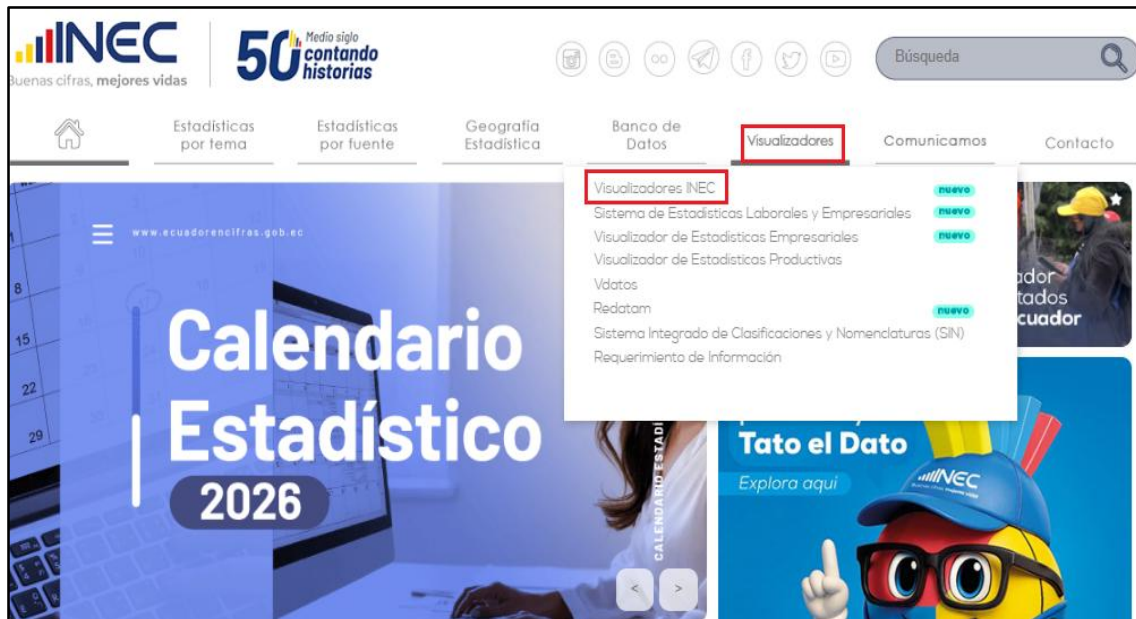 INEC
Buenas cifras, mejores vidas
50 Medio siglo
contando
historias
Búsqueda
Estadísticas
por tema
Estadísticas
por fuente
Geografía
Estadística
Banco de
Datos
Visualizadores
Comunicamos
Contacto
Visualizadores INEC nuevo
Sistema de Estadisticas Laborales y Empresariales nuevo
Visualizador de Estadisticas Empresariales nuevo
Visualizador de Estadisticas Productivas
Vdatos
Redatam nuevo
Sistema Integrado de Clasificaciones y Nomenclaturas (SIN)
Requerimiento de Información
www.ecuadorencifras.gob.ec
8
15
22
29
Calendario
Estadístico
2026
CALENDARIO ESTADÍ
< >
ador
tados
cuador
Tato el Dato
Explora aquí
INEC